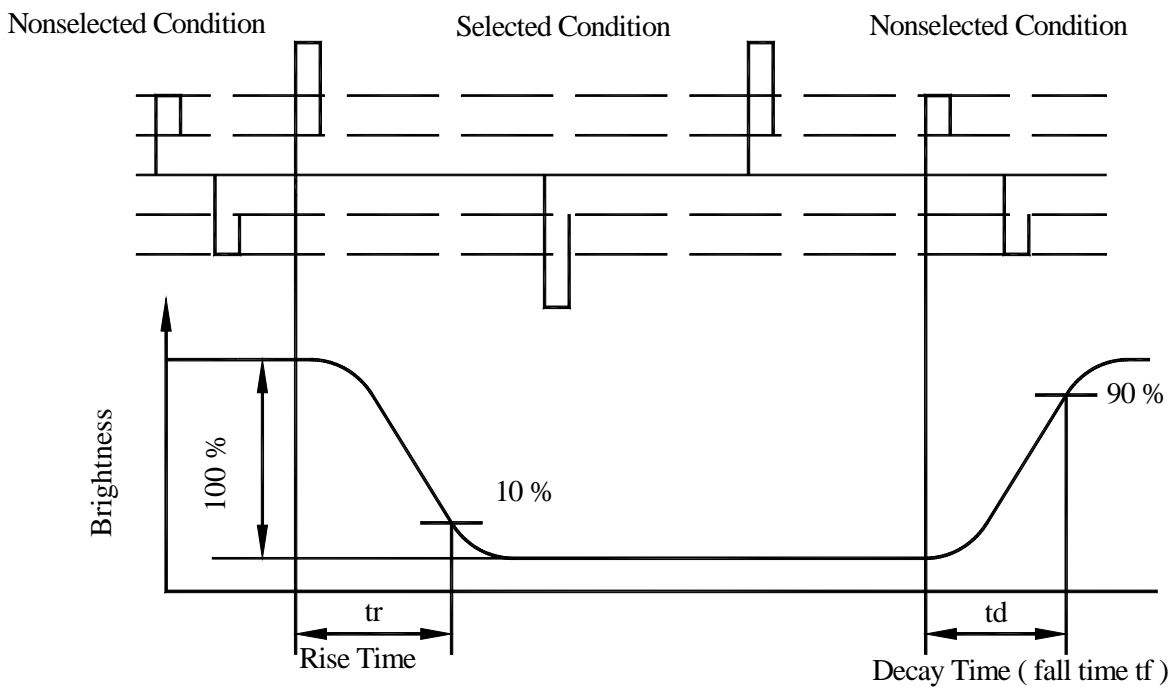 Nonselected Condition
Selected Condition
Nonselected Condition
Brightness
100 %
10 %
90 %
tr
Rise Time
td
Decay Time ( fall time tf )